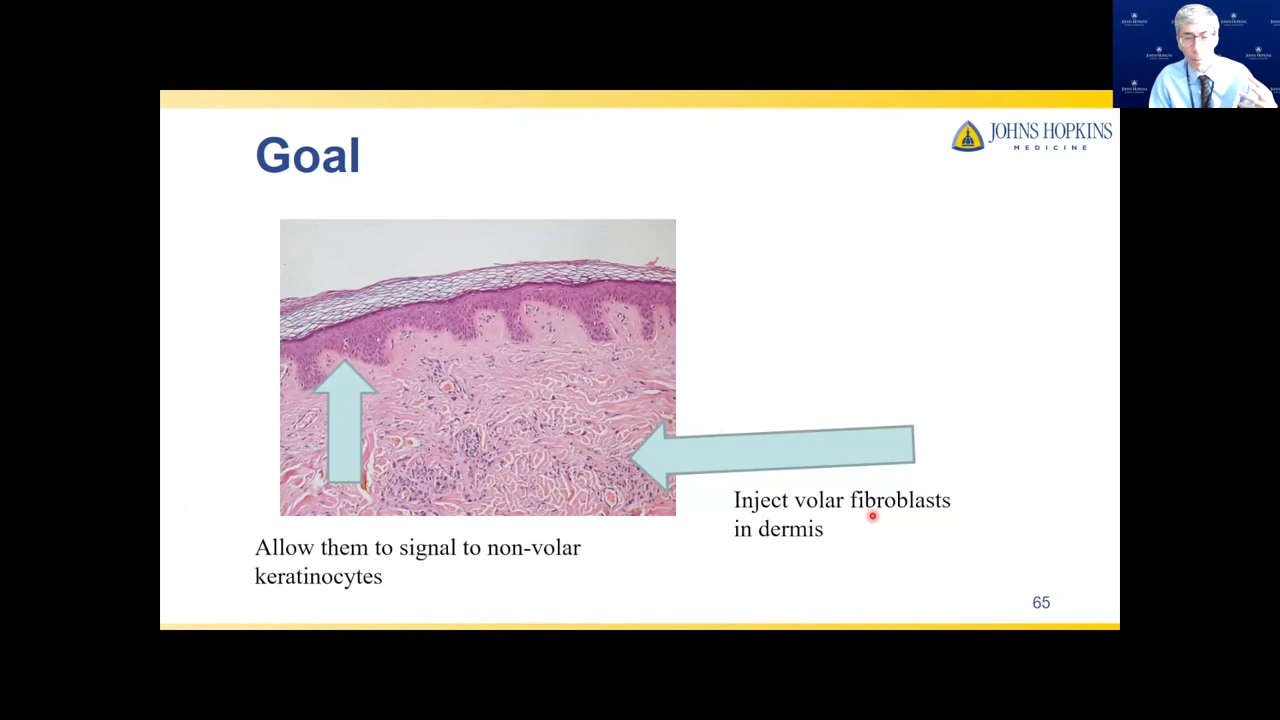 Goal
JOHNS HOPKINS
MEDICINE
Inject volar fibroblasts
in dermis
Allow them to signal to non-volar
keratinocytes
65